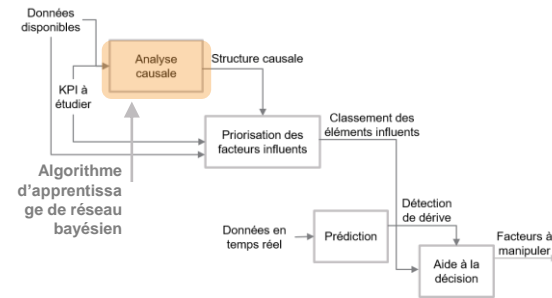 Données
disponibles
Analyse
causale
Structure causale
KPI à
étudier
Classement des
éléments influents
Priorisation des
facteurs influents
Algorithme
d'apprentissa
ge de réseau
bayésien
Détection
de dérive
Données en
temps réel
Prédiction
Facteurs à
manipuler
Aide à la
décision